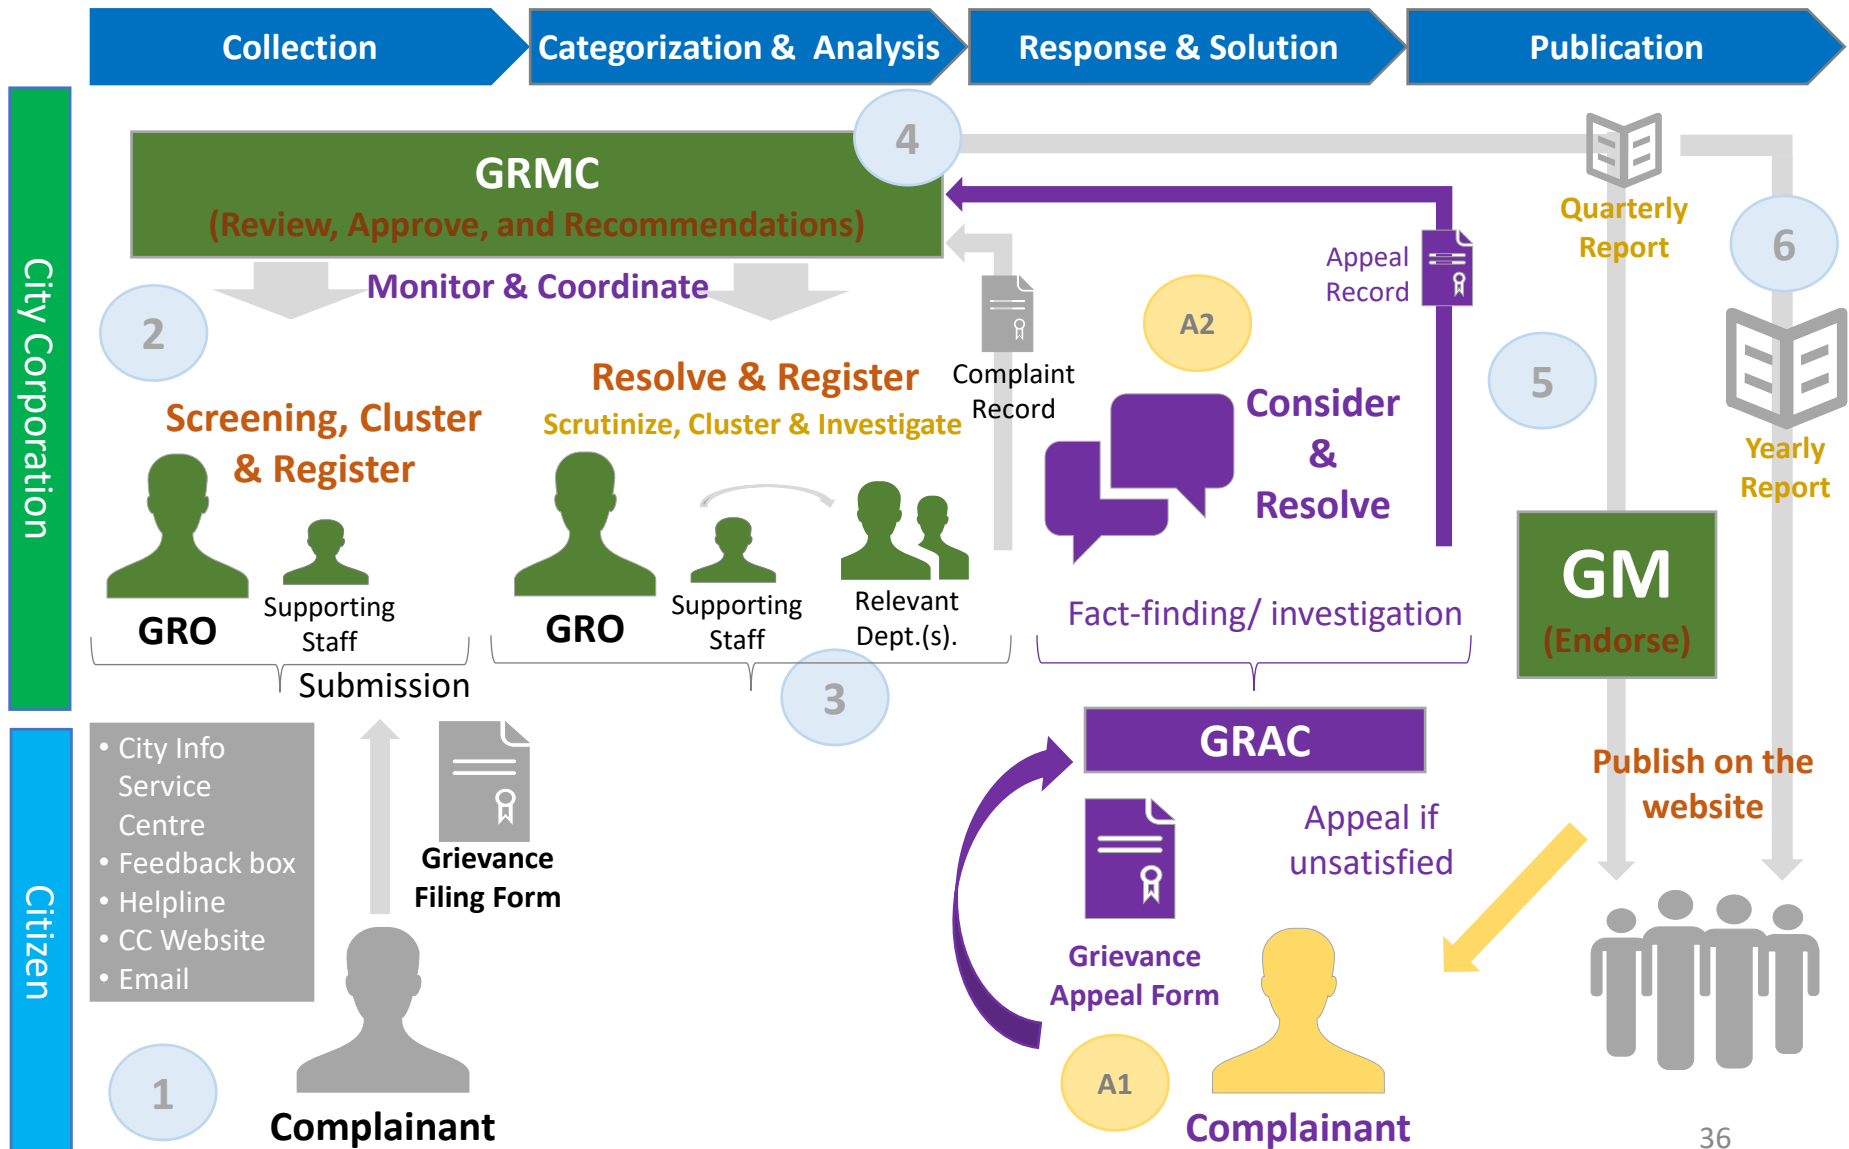 Collection
Categorization & Analysis
Response & Solution
Publication
City Corporation
GRMC
(Review, Approve, and Recommendations)
4
Monitor & Coordinate
2
Screening, Cluster
& Register
GRO
Supporting
Staff
Resolve & Register
Scrutinize, Cluster & Investigate
GRO
Supporting
Staff
Relevant
Dept.(s).
Complaint
Record
3
A2
Consider
&
Resolve
Appeal
Record
Fact-finding/ investigation
Quarterly
Report
6
5
Yearly
Report
GM
(Endorse)
Submission
Citizen
• City Info
Service
Centre
• Feedback box
• Helpline
• CC Website
• Email
Grievance
Filing Form
1
Complainant
GRAC
Appeal if
unsatisfied
Grievance
Appeal Form
A1
Complainant
Publish on the
website
36